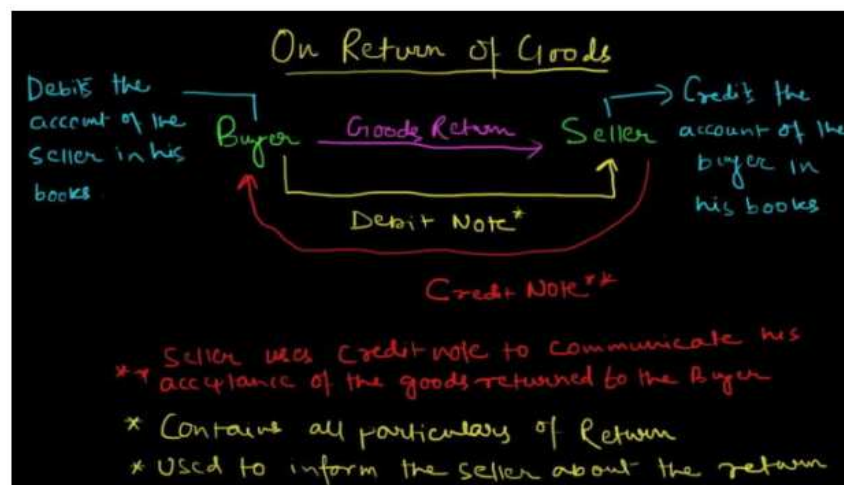 On Return of Goods
Debits the
account of the
seller in his
books
Buyer
Goods Return
Seller
Credits the
account of the
buyer in
his books
Debit Note*
Credit Note**
** Seller uses Credit note to communicate his
acceptance of the goods returned to the Buyer
* Contains all particulars of Return
* Used to inform the seller about the return